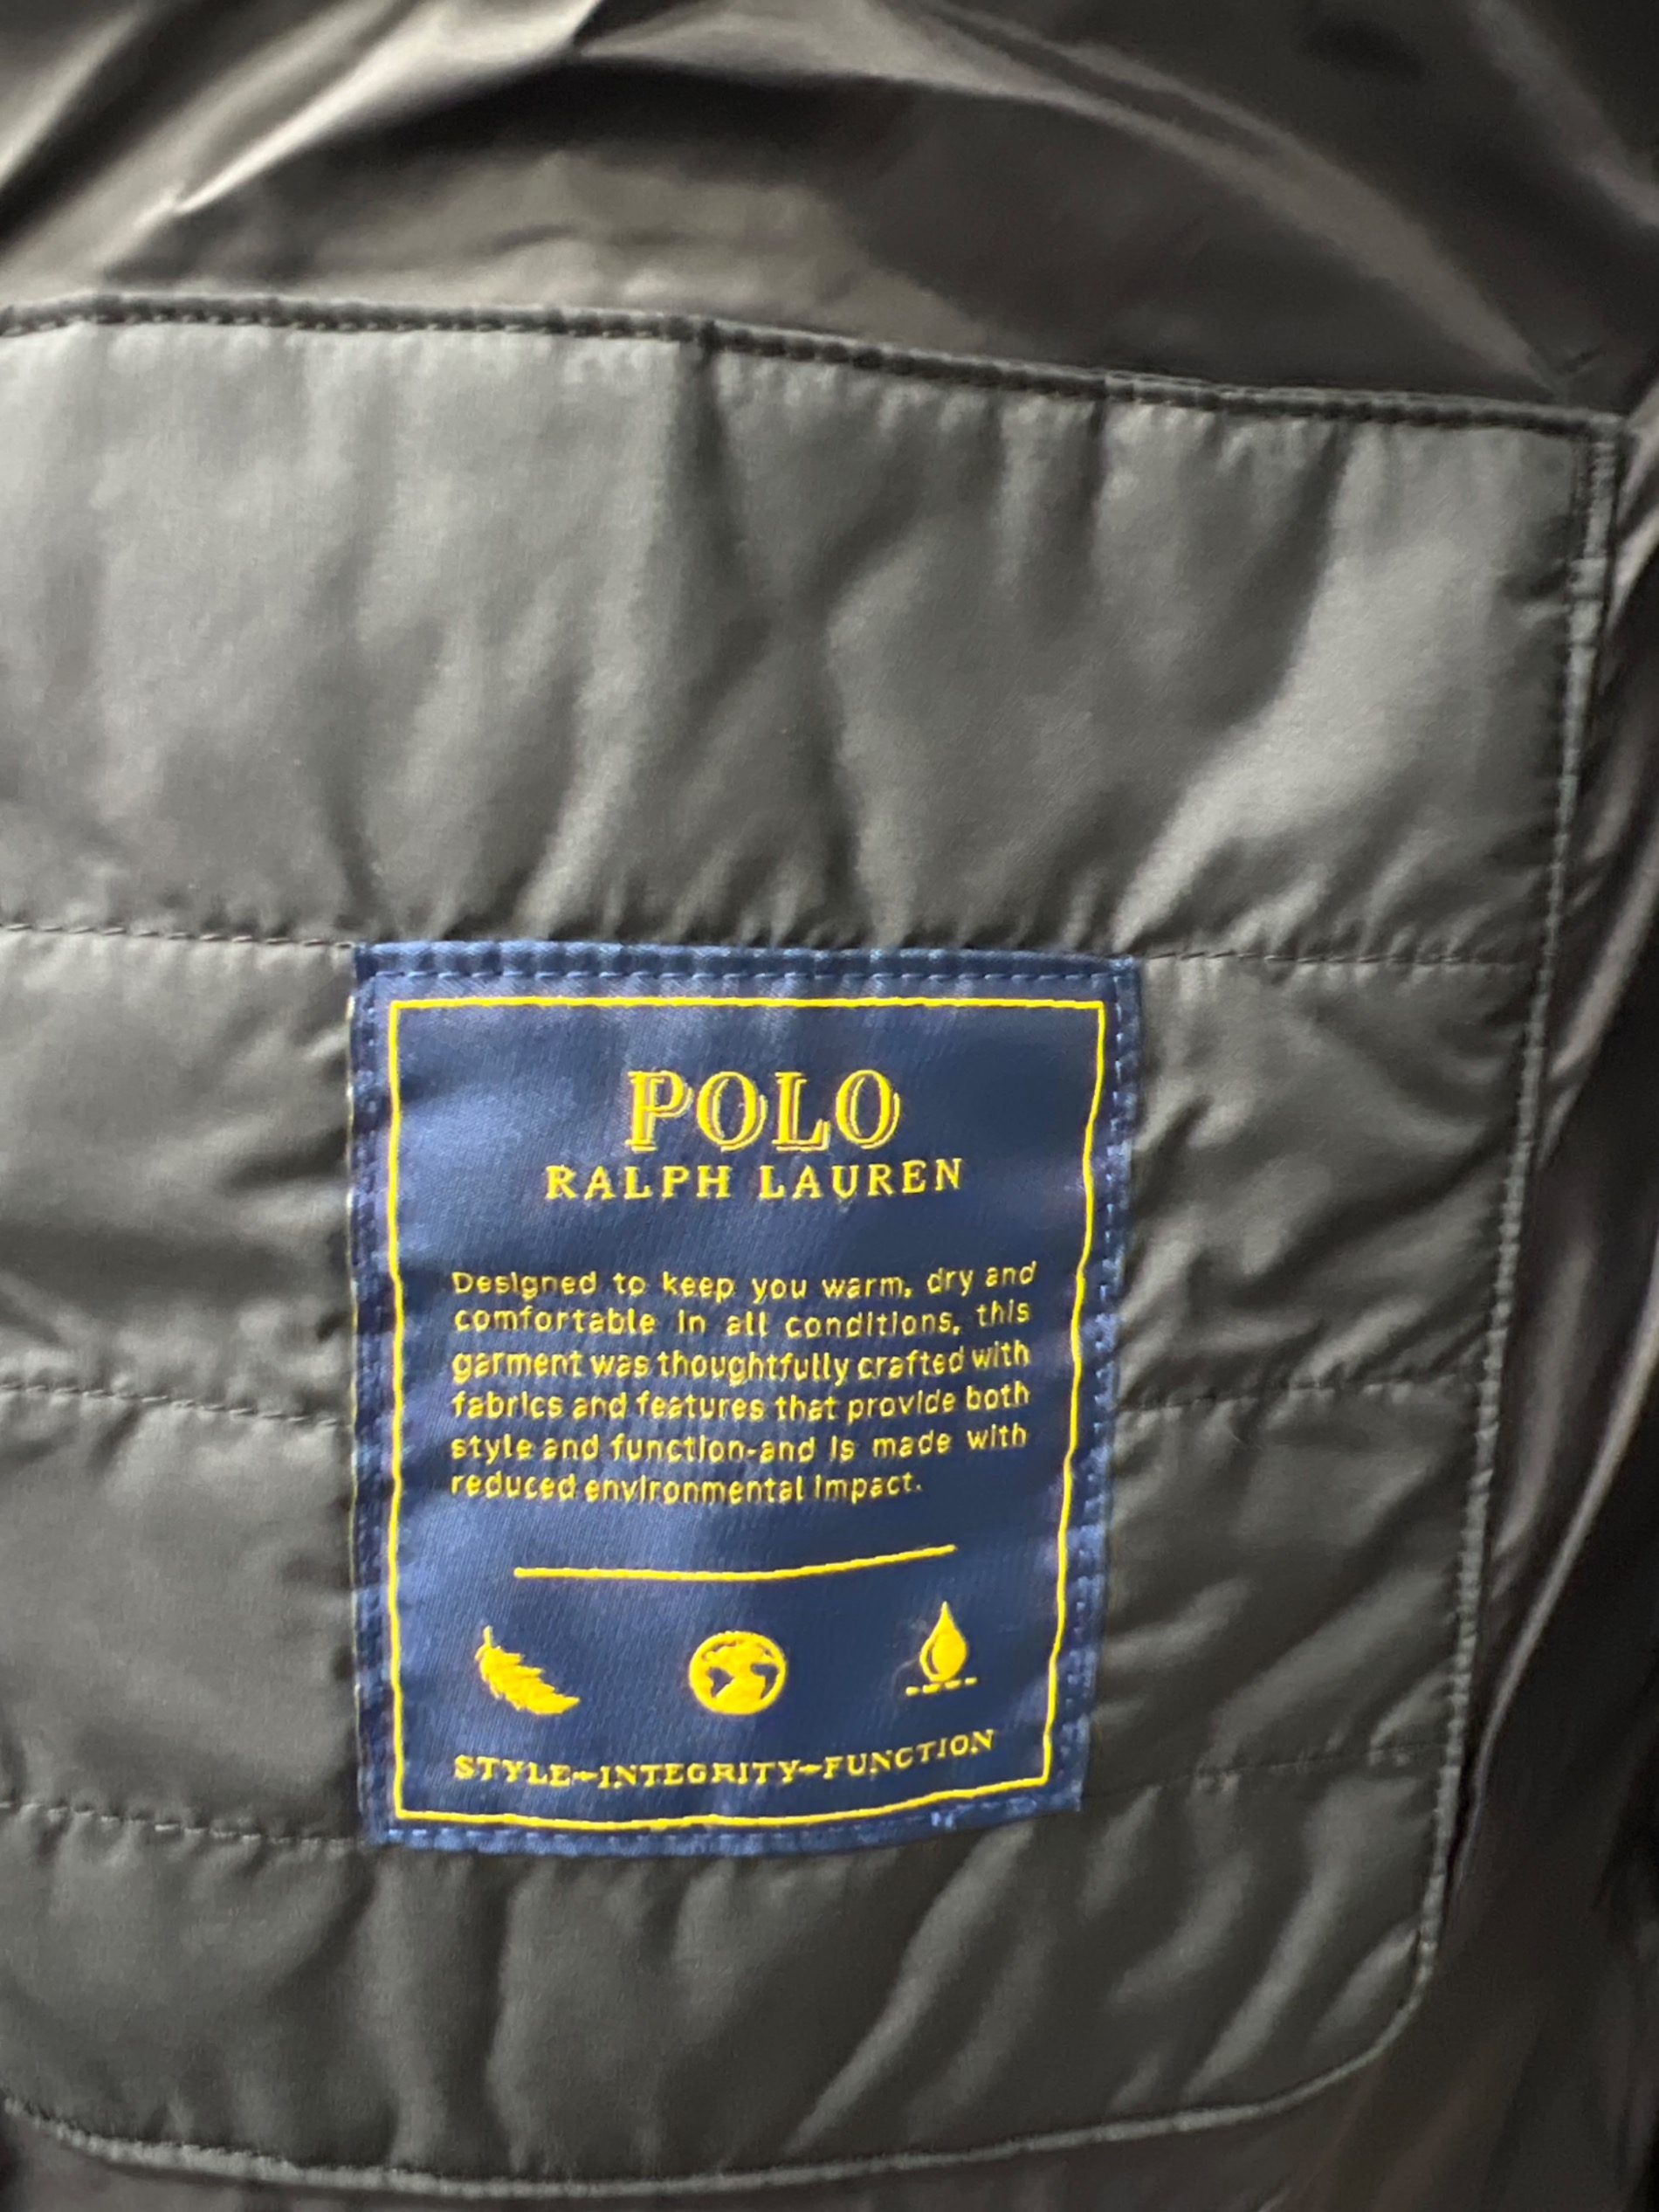 POLO
RALPH LAUREN
Designed to keep you warm, dry and
comfortable in all conditions, this
garment was thoughtfully crafted with
fabrics and features that provide both
style and function-and is made with
reduced environmental impact.
STYLE–INTEGRITY–FUNCTION